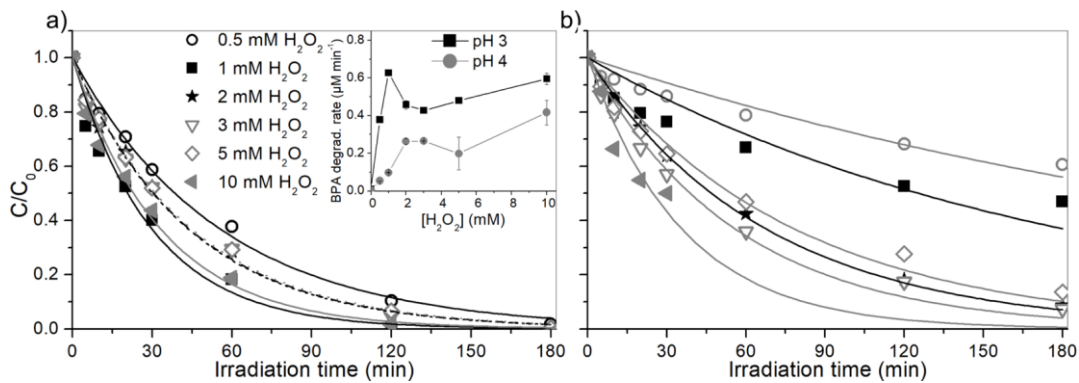 a)
C/C₀
1.0
0.8
0.6
0.4
0.2
0.0
0 30 60 90 120 150 180
Irradiation time (min)
0.5 mM H₂O₂
1 mM H₂O₂
2 mM H₂O₂
3 mM H₂O₂
5 mM H₂O₂
10 mM H₂O₂
BPA degrad. rate (µM min⁻¹)
0.8
0.6
0.4
0.2
0.0
0 2 4 6 8 10
[H₂O₂] (mM)
pH 3
pH 4
b)
0 30 60 90 120 150 180
Irradiation time (min)